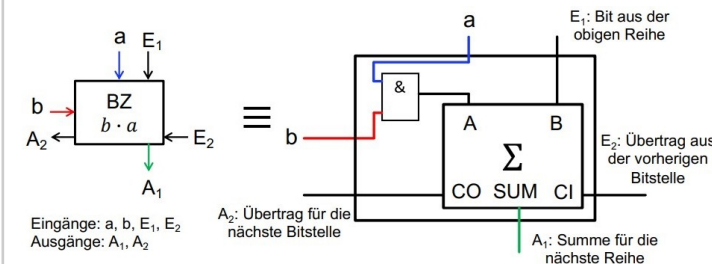 a
E₁
b
BZ
b · a
A₂
E₂
A₁
Eingänge: a, b, E₁, E₂
Ausgänge: A₁, A₂
≡
a
E₁: Bit aus der
obigen Reihe
&
b
A
B
Σ
CO
SUM
CI
E₂: Übertrag aus
der vorherigen
Bitstelle
A₂: Übertrag für die
nächste Bitstelle
A₁: Summe für die
nächste Reihe